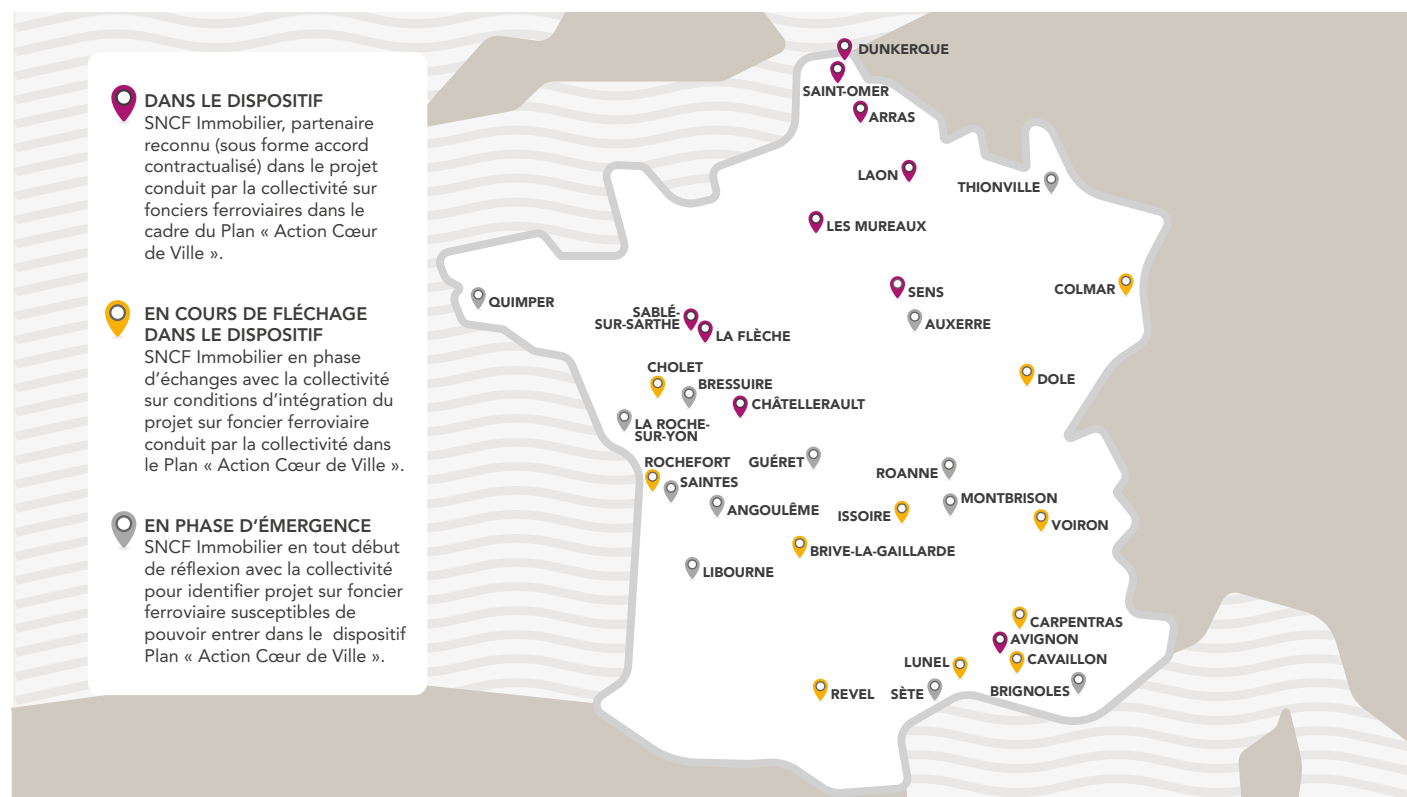 DANS LE DISPOSITIF
SNCF Immobilier, partenaire
reconnu (sous forme accord
contractualisé) dans le projet
conduit par la collectivité sur
fonciers ferroviaires dans le
cadre du Plan « Action Cœur
de Ville ».
EN COURS DE FLÉCHAGE
DANS LE DISPOSITIF
SNCF Immobilier en phase
d’échanges avec la collectivité
sur conditions d’intégration du
projet sur foncier ferroviaire
conduit par la collectivité dans
le Plan « Action Cœur de Ville ».
EN PHASE D’ÉMERGENCE
SNCF Immobilier en tout début
de réflexion avec la collectivité
pour identifier projet sur foncier
ferroviaire susceptibles de
pouvoir entrer dans le dispositif
Plan « Action Cœur de Ville ».
DUNKERQUE
SAINT-OMER
ARRAS
LAON
THIONVILLE
LES MUREAUX
COLMAR
SENS
QUIMPER
SABLÉ-
SUR-SARTHE
AUXERRE
LA FLÈCHE
CHOLET
DOLE
BRESSUIRE
CHÂTELLERAULT
LA ROCHE-
SUR-YON
ROCHEFORT
GUÉRET
ROANNE
SAINTES
MONTBRISON
ANGOULÊME
ISSOIRE
VOIRON
BRIVE-LA-GAILLARDE
LIBOURNE
CARPENTRAS
AVIGNON
CAVAILLON
LUNEL
BRIGNOLES
REVEL
SÈTE